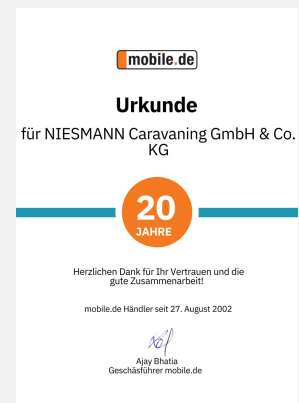 mobile.de
Urkunde
für NIESMANN Caravaning GmbH & Co.
KG
20
JAHRE
Herzlichen Dank für Ihr Vertrauen und die
gute Zusammenarbeit!
mobile.de Händler seit 27. August 2002
Ajay Bhatia
Geschäsführer mobile.de